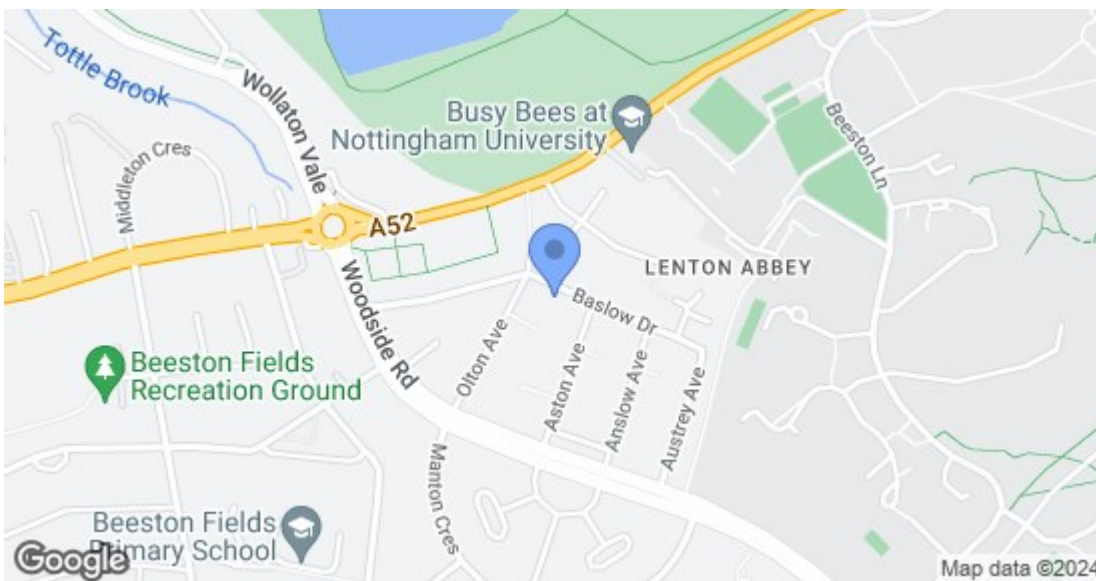 Tottle Brook
Wollaton Vale
Middleton Cres
Busy Bees at
Nottingham University
Beeston Ln
A52
LENTON ABBEY
Woodside Rd
Baslow Dr
Olton Ave
Aston Ave
Anslow Ave
Austrey Ave
Beeston Fields
Recreation Ground
Manton Cres
Beeston Fields
Primary School
Google
Map data ©2024